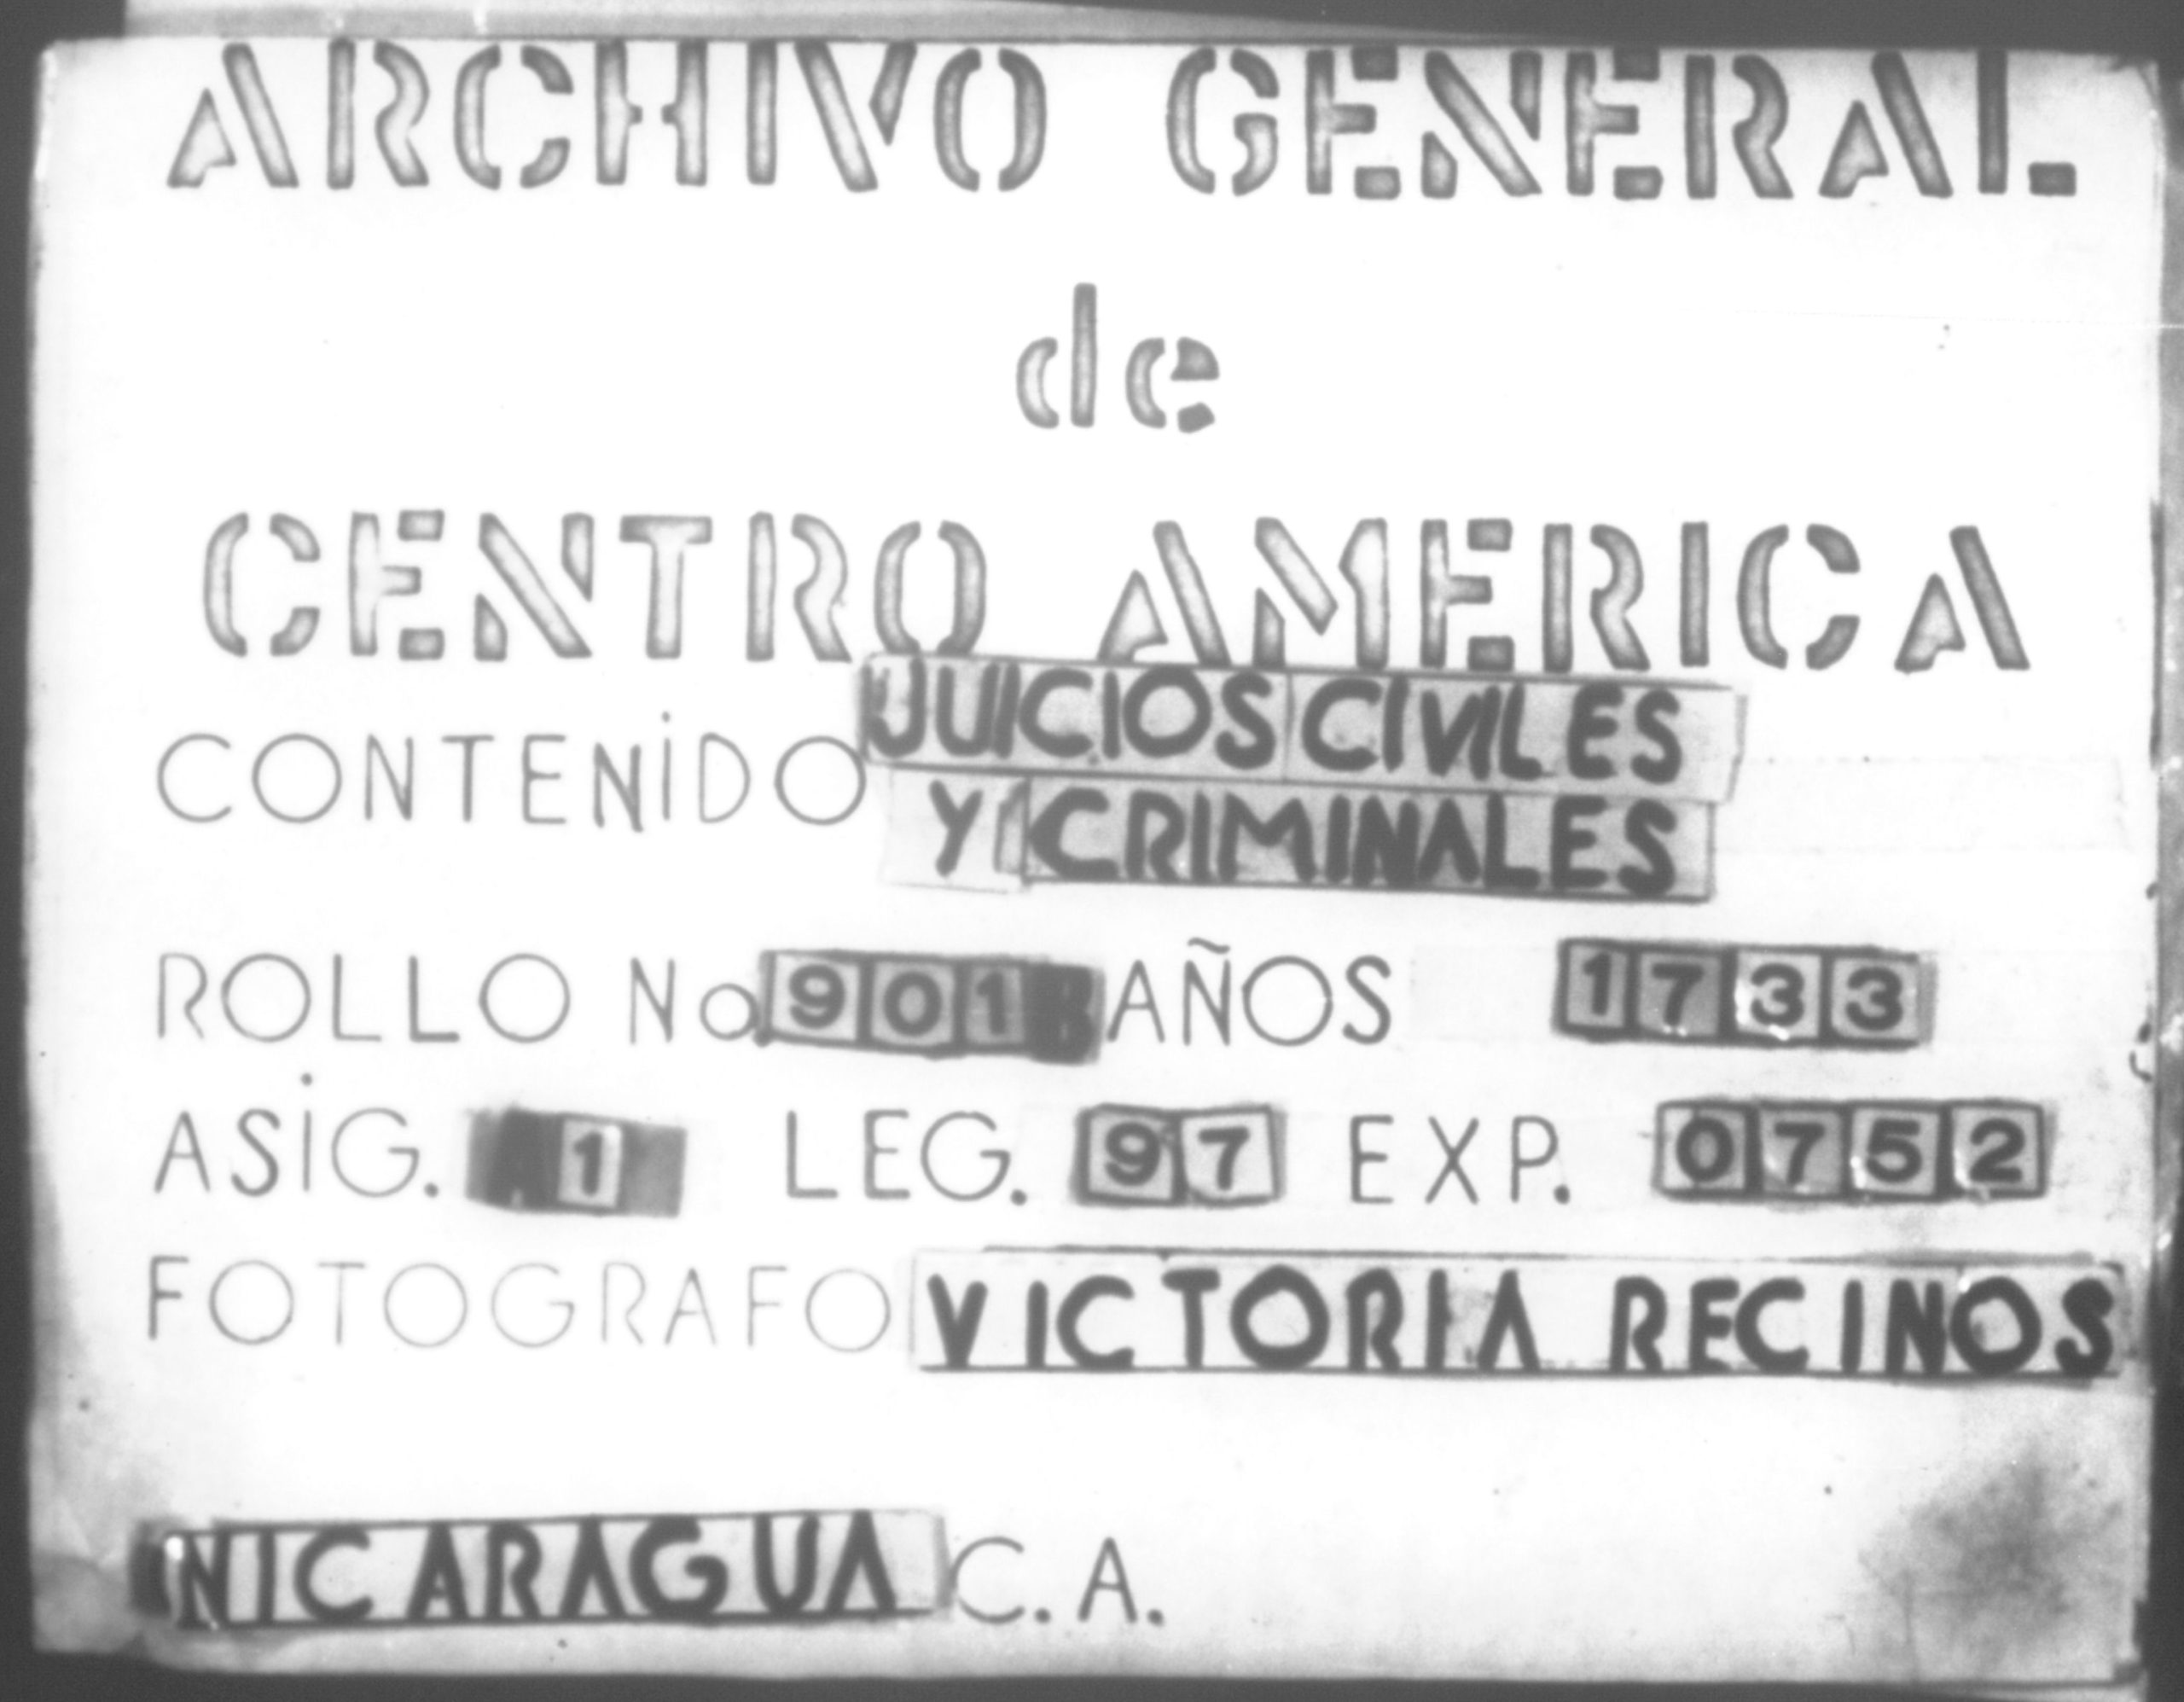 ARCHIVO GENERAL
de
CENTRO AMERICA
CONTENIDO JUICIOS CIVILES
Y CRIMINALES
ROLLO No. 901 AÑOS 1733
ASIG. 1 LEG. 97 EXP. 0752
FOTOGRAFO VICTORIA RECINOS
NICARAGUA C.A.